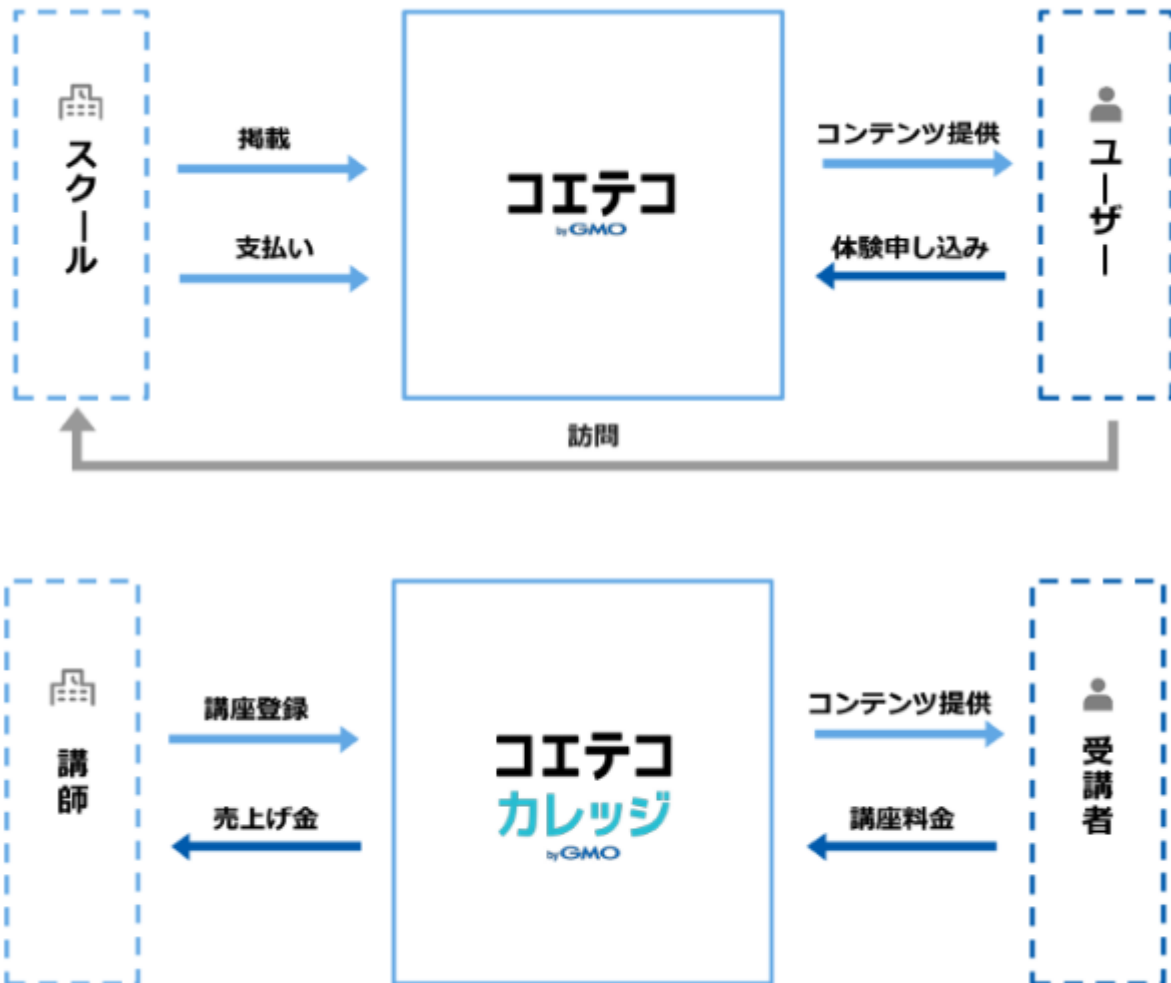 スクール
掲載
支払い
コエテコ
by GMO
コンテンツ提供
体験申し込み
ユーザー
訪問
講師
講座登録
売上げ金
コエテコ
カレッジ
by GMO
コンテンツ提供
講座料金
受講者